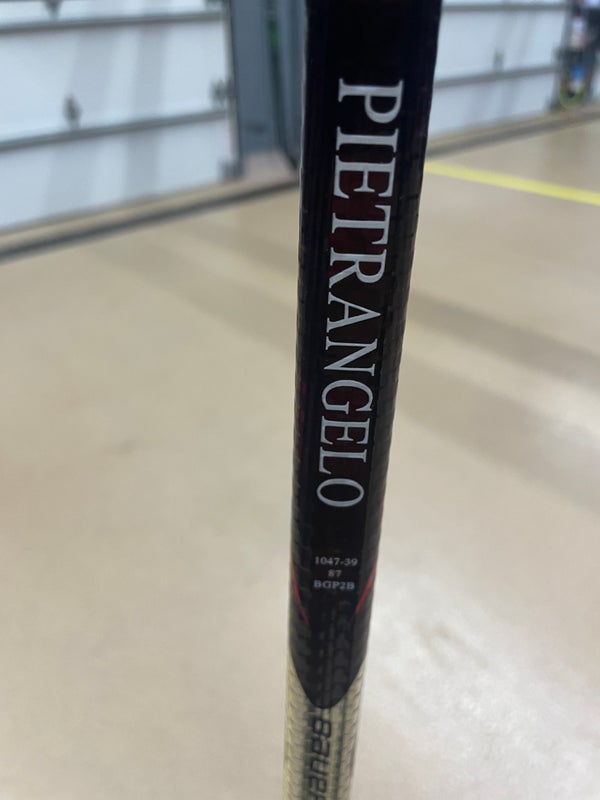 PIETRANGELO
1047-39
87
BGP2B
Bauer